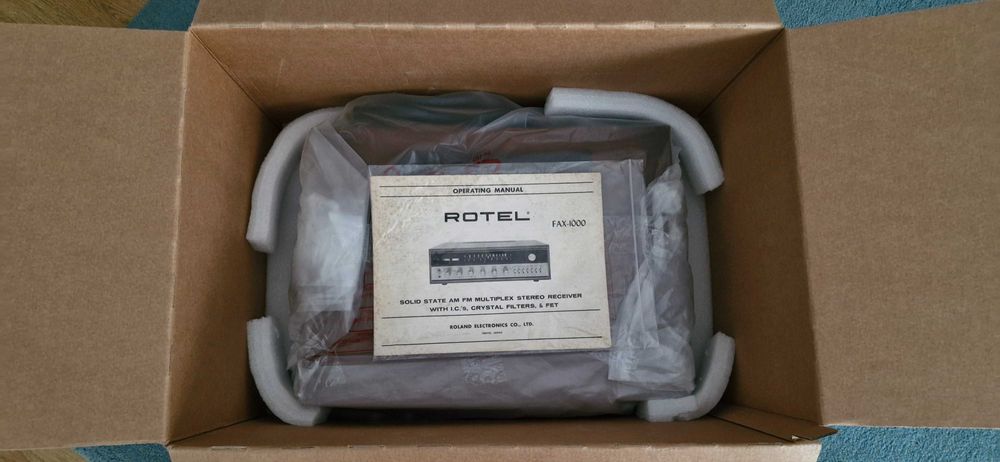 OPERATING MANUAL
ROTEL®
FAX-1000
SOLID STATE AM FM MULTIPLEX STEREO RECEIVER
WITH I.C.'s, CRYSTAL FILTERS, & FET
ROLAND ELECTRONICS CO., LTD.